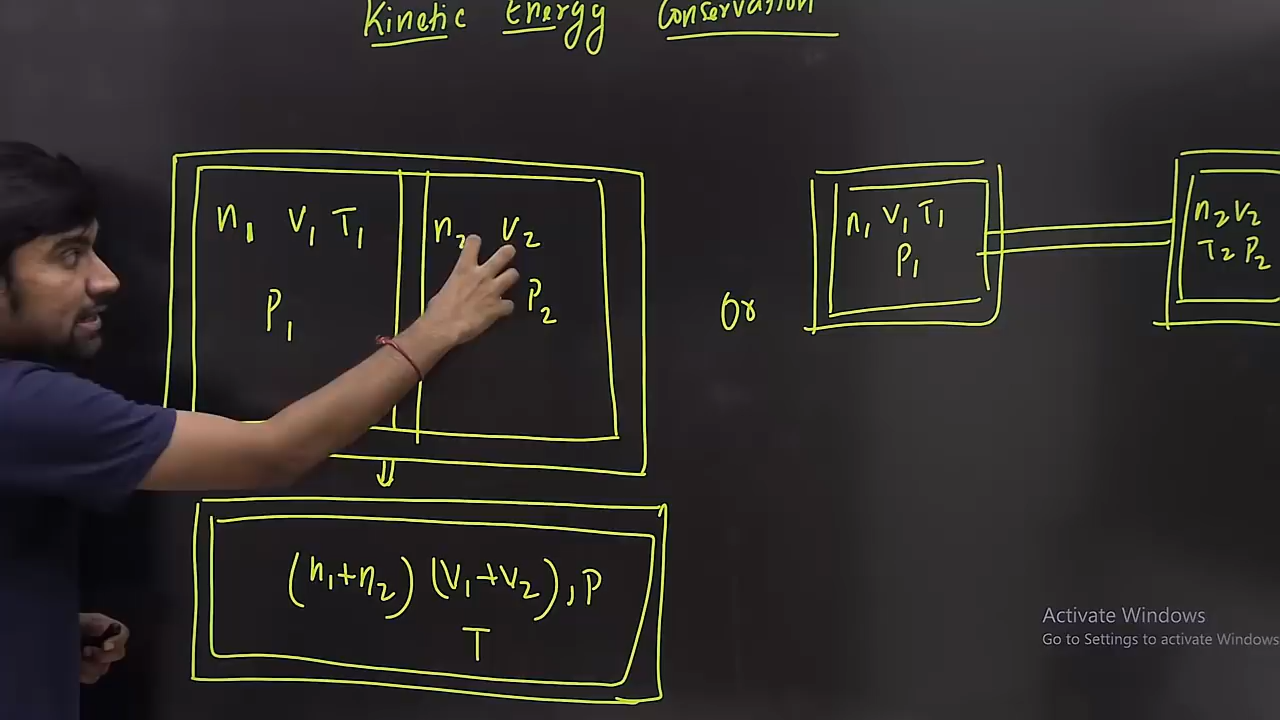 Kinetic Energy Conservation
n₁ V₁ T₁
P₁
n₂ V₂
P₂
Or
n₁ V₁ T₁
P₁
n₂ V₂
T₂ P₂
(n₁+n₂) (V₁+V₂), P
T
Activate Windows
Go to Settings to activate Windows